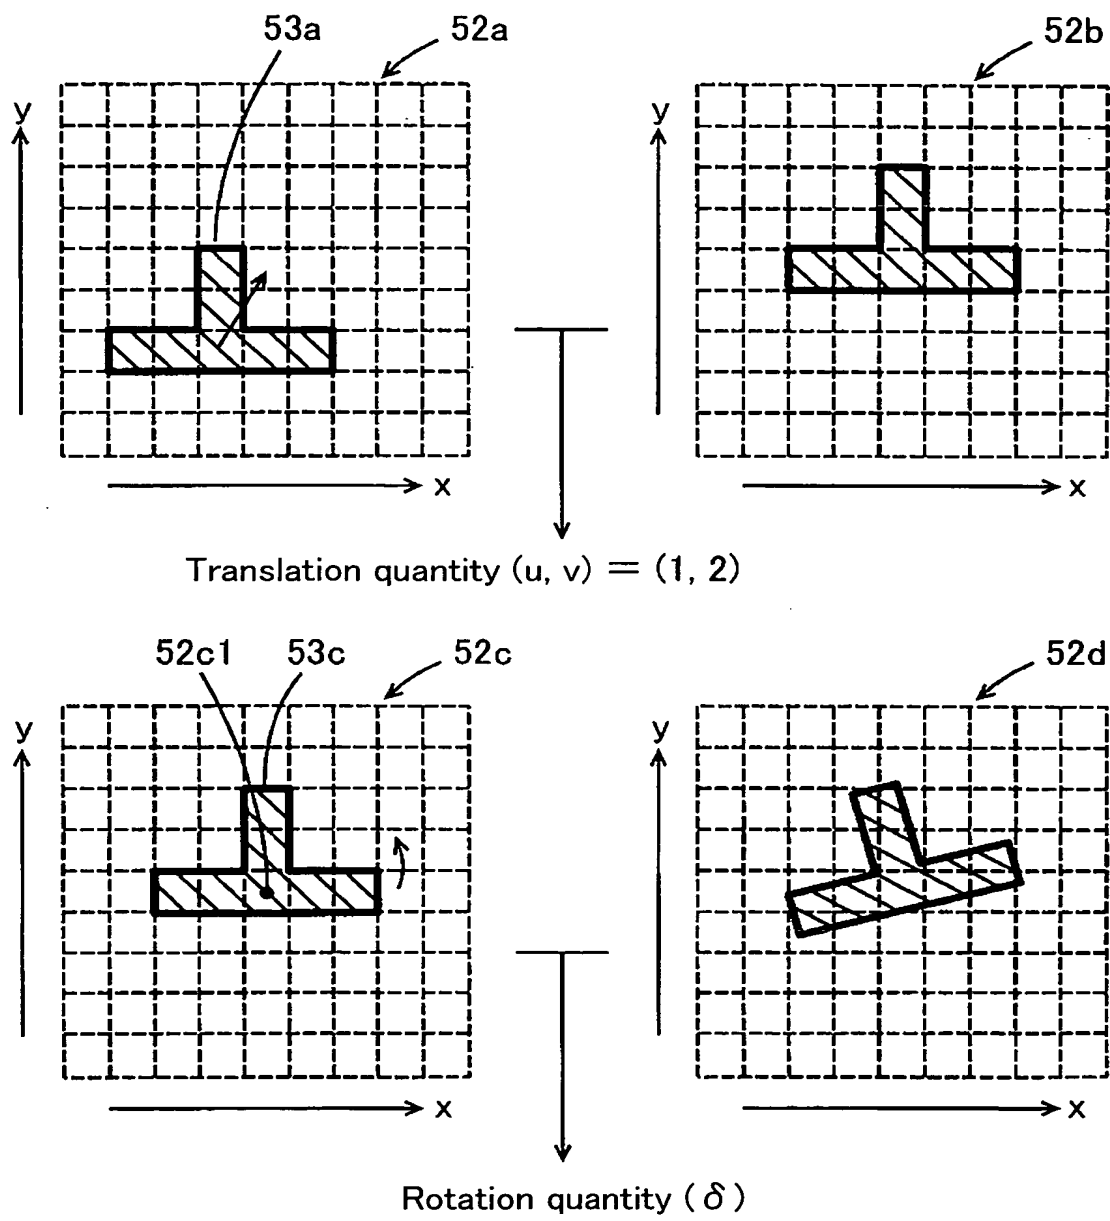 53a 52a 52b
y y
x x
Translation quantity (u, v) = (1, 2)
52c1 53c 52c 52d
y y
x x
Rotation quantity (δ)